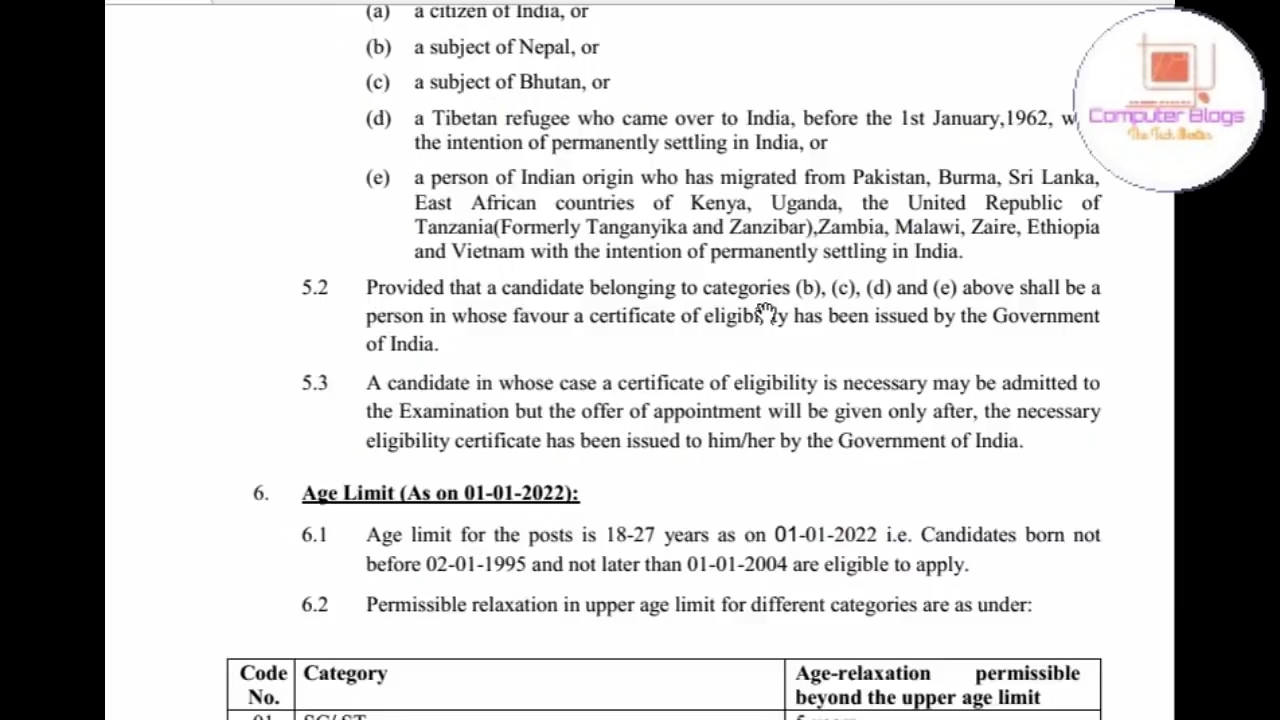 (a) a citizen of India, or
(b) a subject of Nepal, or
(c) a subject of Bhutan, or
(d) a Tibetan refugee who came over to India, before the 1st January,1962, w
the intention of permanently settling in India, or
(e) a person of Indian origin who has migrated from Pakistan, Burma, Sri Lanka,
East African countries of Kenya, Uganda, the United Republic of
Tanzania(Formerly Tanganyika and Zanzibar),Zambia, Malawi, Zaire, Ethiopia
and Vietnam with the intention of permanently settling in India.
5.2 Provided that a candidate belonging to categories (b), (c), (d) and (e) above shall be a
person in whose favour a certificate of eligibility has been issued by the Government
of India.
5.3 A candidate in whose case a certificate of eligibility is necessary may be admitted to
the Examination but the offer of appointment will be given only after, the necessary
eligibility certificate has been issued to him/her by the Government of India.
6. Age Limit (As on 01-01-2022):
6.1 Age limit for the posts is 18-27 years as on 01-01-2022 i.e. Candidates born not
before 02-01-1995 and not later than 01-01-2004 are eligible to apply.
6.2 Permissible relaxation in upper age limit for different categories are as under:
Code No. Category Age-relaxation permissible beyond the upper age limit
01 SC/ST 5 years
Computer Blogs